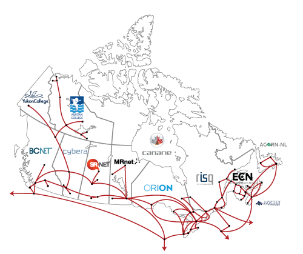 YukonCollege
BCNET
cybera
SRNET
MRnet
canarie
ORION
risq
ECN
ACORN-NL